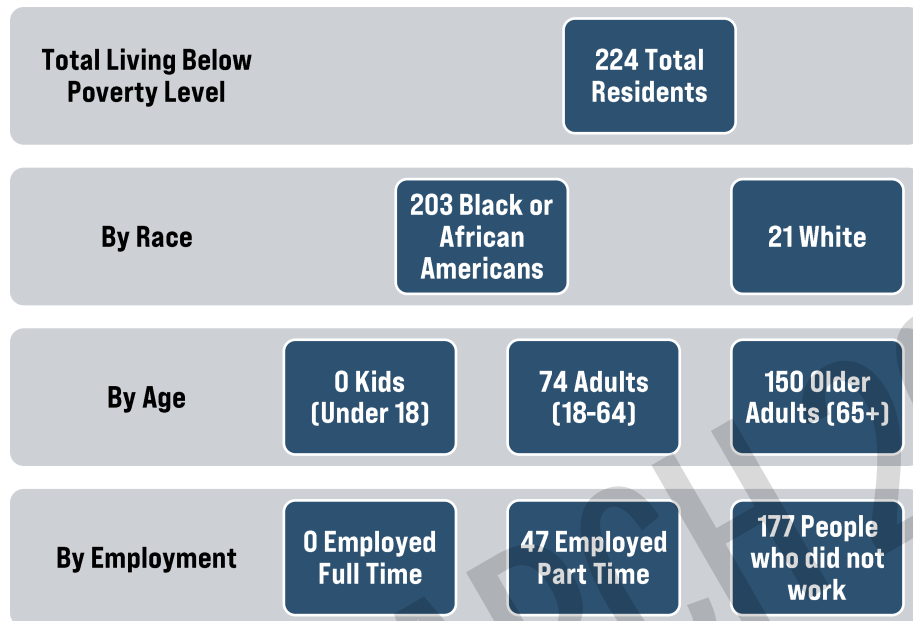 Total Living Below
Poverty Level
224 Total
Residents
By Race
203 Black or
African
Americans
21 White
By Age
0 Kids
(Under 18)
74 Adults
(18-64)
150 Older
Adults (65+)
By Employment
0 Employed
Full Time
47 Employed
Part Time
177 People
who did not
work